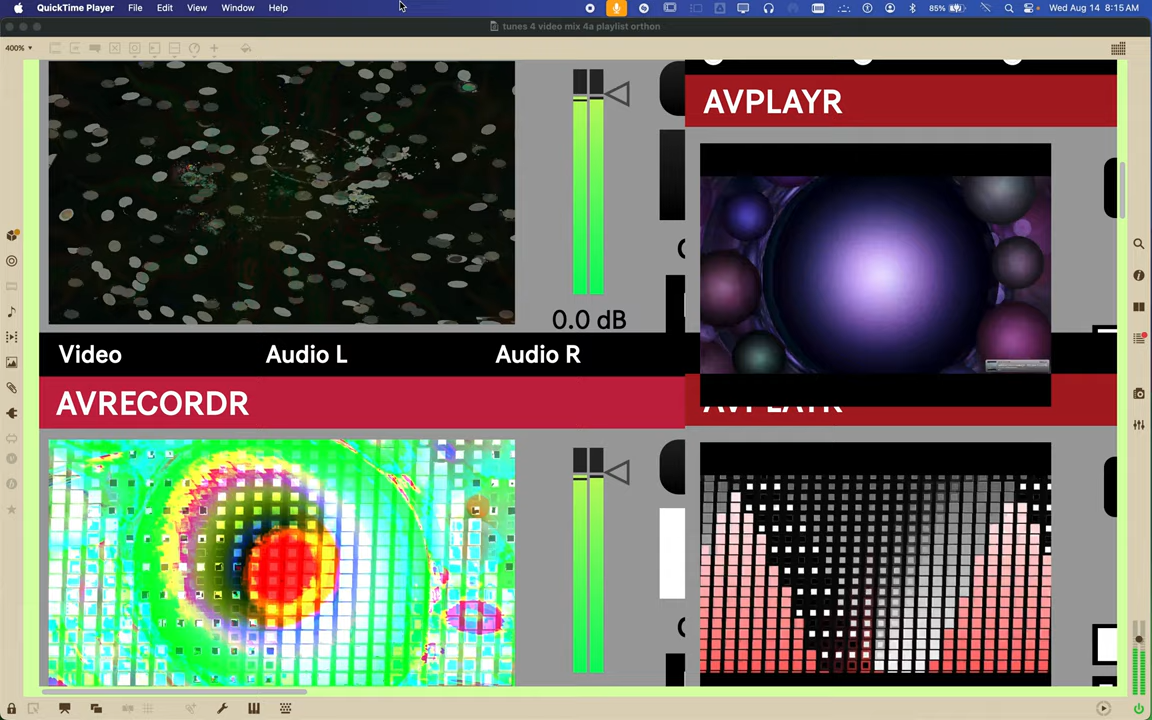 QuickTime Player File Edit View Window Help 85% Wed Aug 14 8:15 AM
tunes 4 video mix 4a playlist orthon
400%
AVPLAYR
0.0 dB
Video Audio L Audio R
AVRECORDR
AVPLAYR